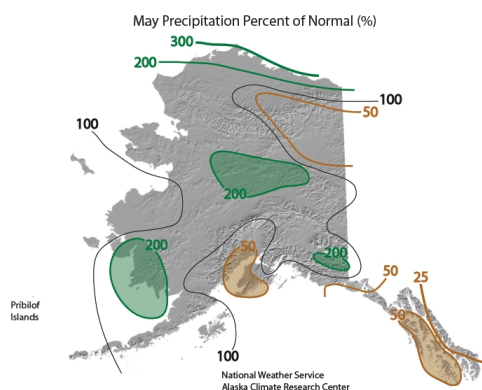 May Precipitation Percent of Normal (%)
300
200
100
50
100
200
200
50
200
50
25
50
Pribilof
Islands
100
National Weather Service
Alaska Climate Research Center